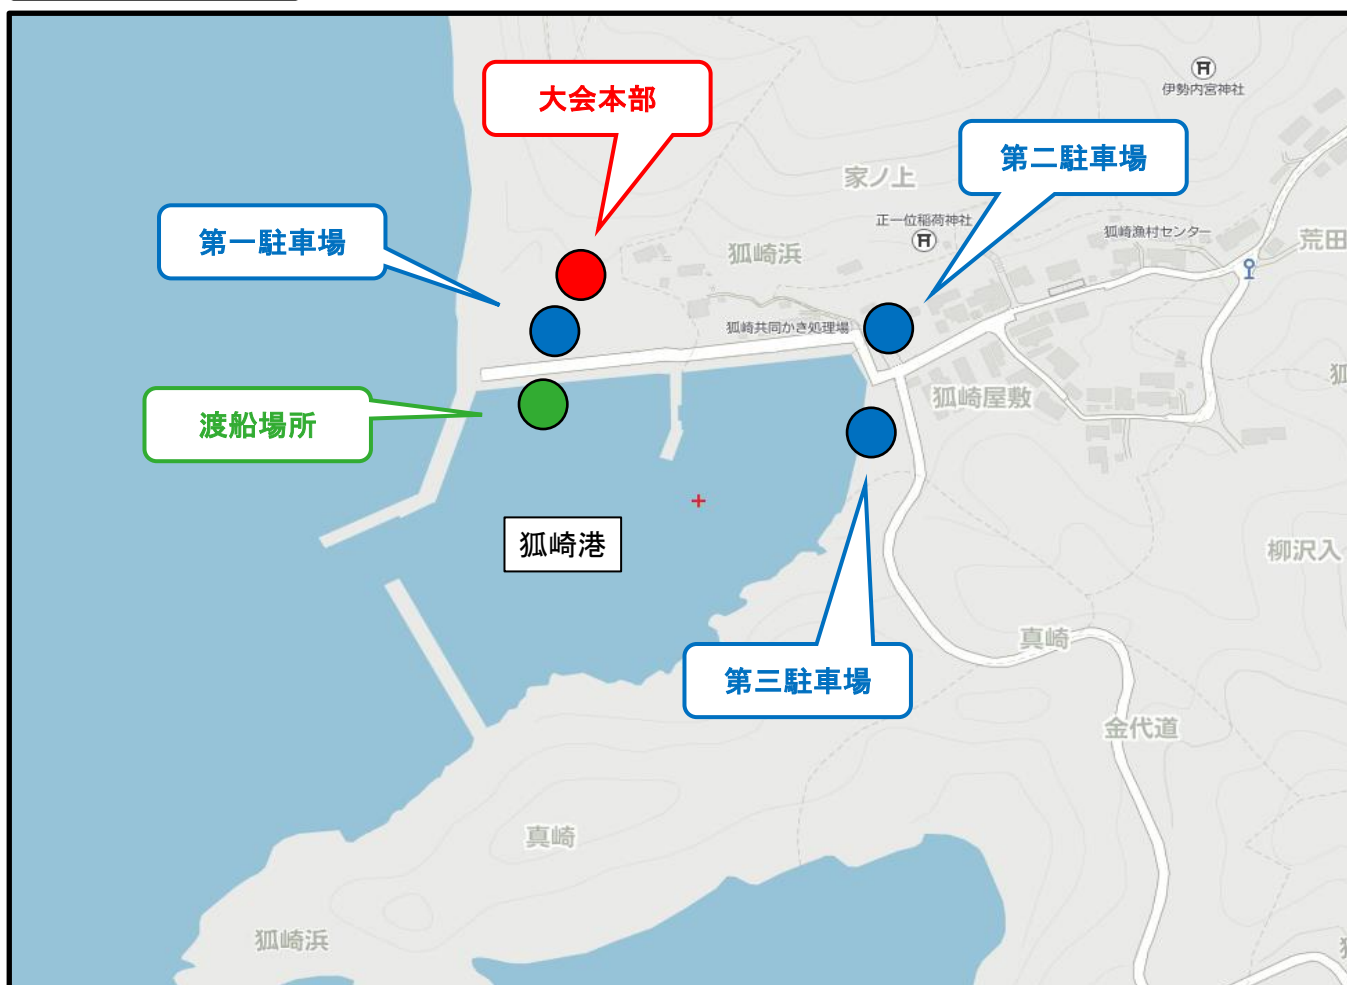 大会本部
伊勢内宮神社
第二駐車場
家ノ上
第一駐車場
正一位稲荷神社
狐崎漁村センター
荒田
狐崎浜
狐崎共同かき処理場
狐崎屋敷
渡船場所
狐崎港
柳沢入
真崎
第三駐車場
金代道
真崎
狐崎浜